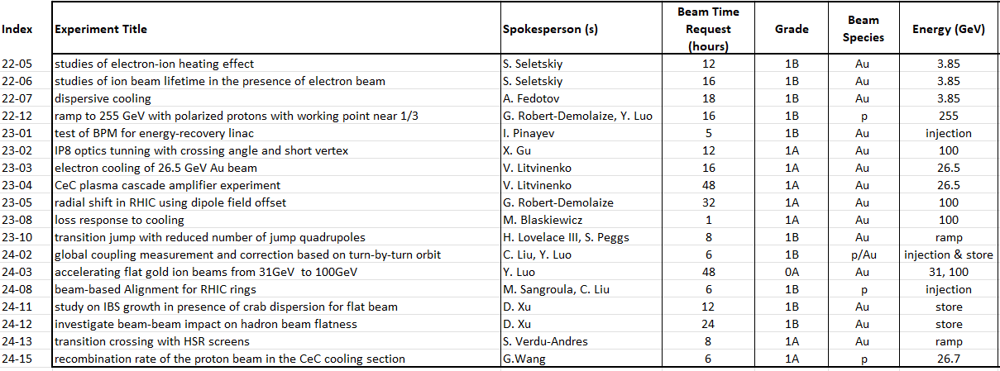 Index Experiment Title Spokesperson (s) Beam Time Request (hours) Grade Beam Species Energy (GeV)
22-05 studies of electron-ion heating effect S. Seletskiy 12 1B Au 3.85
22-06 studies of ion beam lifetime in the presence of electron beam S. Seletskiy 16 1B Au 3.85
22-07 dispersive cooling A. Fedotov 18 1B Au 3.85
22-12 ramp to 255 GeV with polarized protons with working point near 1/3 G. Robert-Demolaize, Y. Luo 16 1B p 255
23-01 test of BPM for energy-recovery linac I. Pinayev 5 1B Au injection
23-02 IP8 optics tunning with crossing angle and short vertex X. Gu 12 1A Au 100
23-03 electron cooling of 26.5 GeV Au beam V. Litvinenko 16 1A Au 26.5
23-04 CeC plasma cascade amplifier experiment V. Litvinenko 48 1A Au 26.5
23-05 radial shift in RHIC using dipole field offset G. Robert-Demolaize 32 1A Au 100
23-08 loss response to cooling M. Blaskiewicz 1 1A Au 100
23-10 transition jump with reduced number of jump quadrupoles H. Lovelace III, S. Peggs 8 1B Au ramp
24-02 global coupling measurement and correction based on turn-by-turn orbit C. Liu, Y. Luo 6 1B p/Au injection & store
24-03 accelerating flat gold ion beams from 31GeV to 100GeV Y. Luo 48 0A Au 31, 100
24-08 beam-based Alignment for RHIC rings M. Sangroula, C. Liu 6 1B p injection
24-11 study on IBS growth in presence of crab dispersion for flat beam D. Xu 12 1B Au store
24-12 investigate beam-beam impact on hadron beam flatness D. Xu 24 1B Au store
24-13 transition crossing with HSR screens S. Verdu-Andres 8 1A Au ramp
24-15 recombination rate of the proton beam in the CeC cooling section G.Wang 6 1A p 26.7